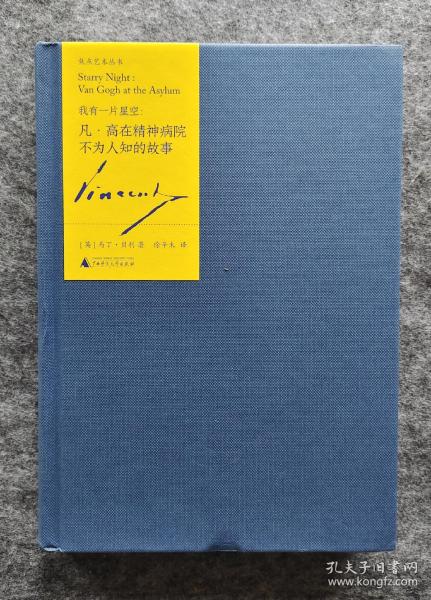 焦点艺术丛书
Starry Night:
Van Gogh at the Asylum
我有一片星空:
凡·高在精神病院
不为人知的故事
Vincent
[英]马丁·贝利 著 徐辛未 译
广西师范大学出版社
孔夫子旧书网
www.kongfz.com